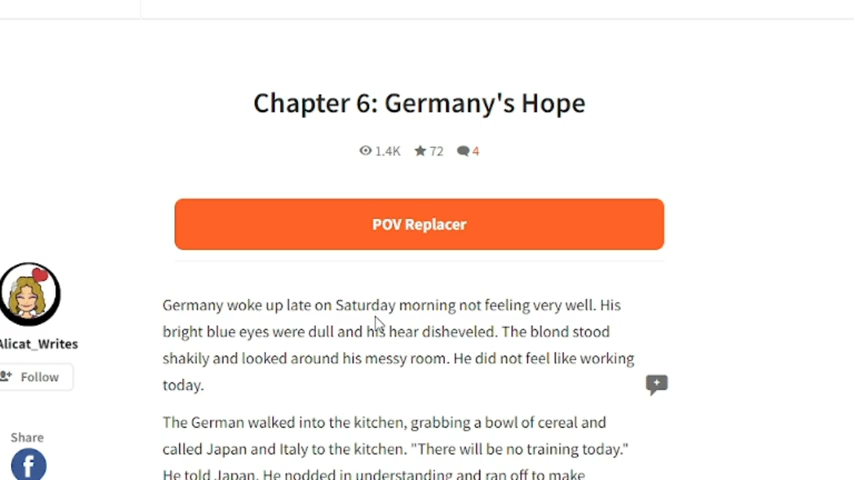 Chapter 6: Germany's Hope
1.4K 72 4
POV Replacer
Germany woke up late on Saturday morning not feeling very well. His
bright blue eyes were dull and his hear disheveled. The blond stood
shakily and looked around his messy room. He did not feel like working
today.
Alicat_Writes
Follow
The German walked into the kitchen, grabbing a bowl of cereal and
called Japan and Italy to the kitchen. "There will be no training today."
Share
f
He told Japan. He nodded in understanding and ran off to make